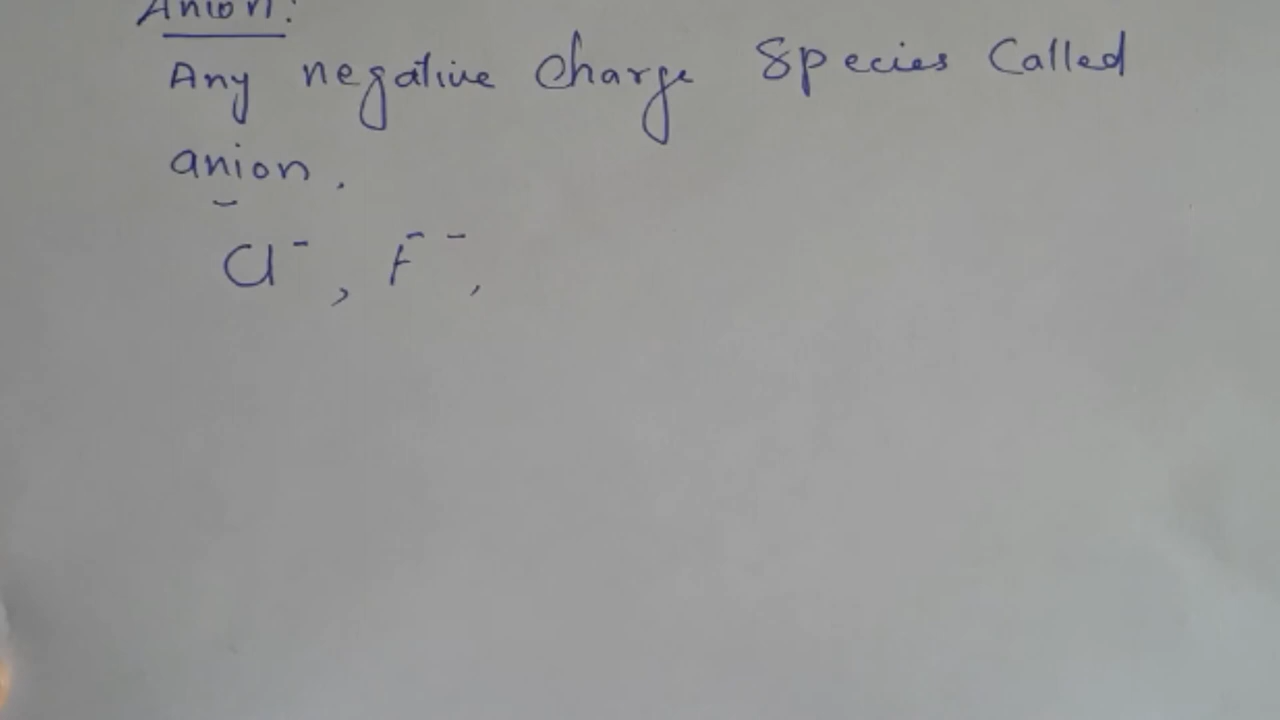 Anion:
Any negative charge Species Called
anion.
Cl⁻, F⁻,